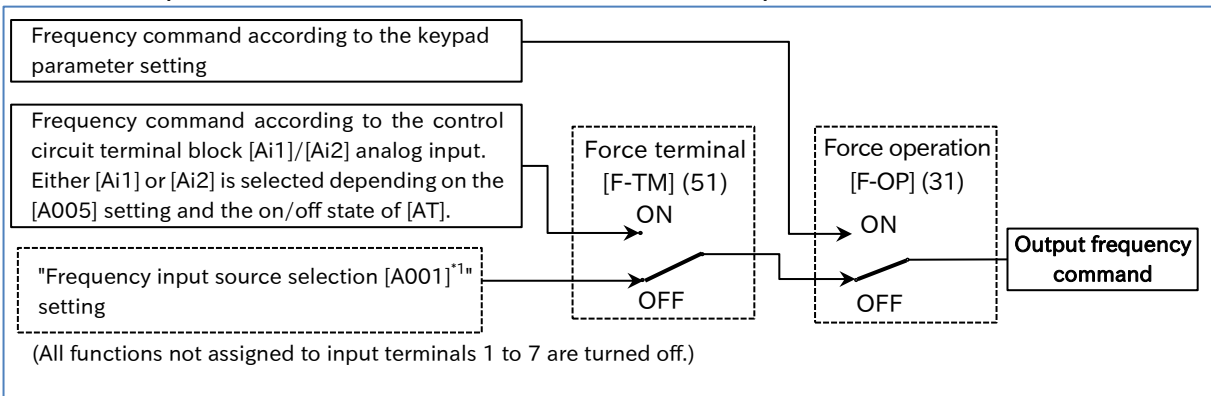 Frequency command according to the keypad
parameter setting
Frequency command according to the control
circuit terminal block [Ai1]/[Ai2] analog input.
Either [Ai1] or [Ai2] is selected depending on the
[A005] setting and the on/off state of [AT].
"Frequency input source selection [A001]*1"
setting
Force terminal
[F-TM] (51)
ON
OFF
Force operation
[F-OP] (31)
ON
OFF
Output frequency
command
(All functions not assigned to input terminals 1 to 7 are turned off.)